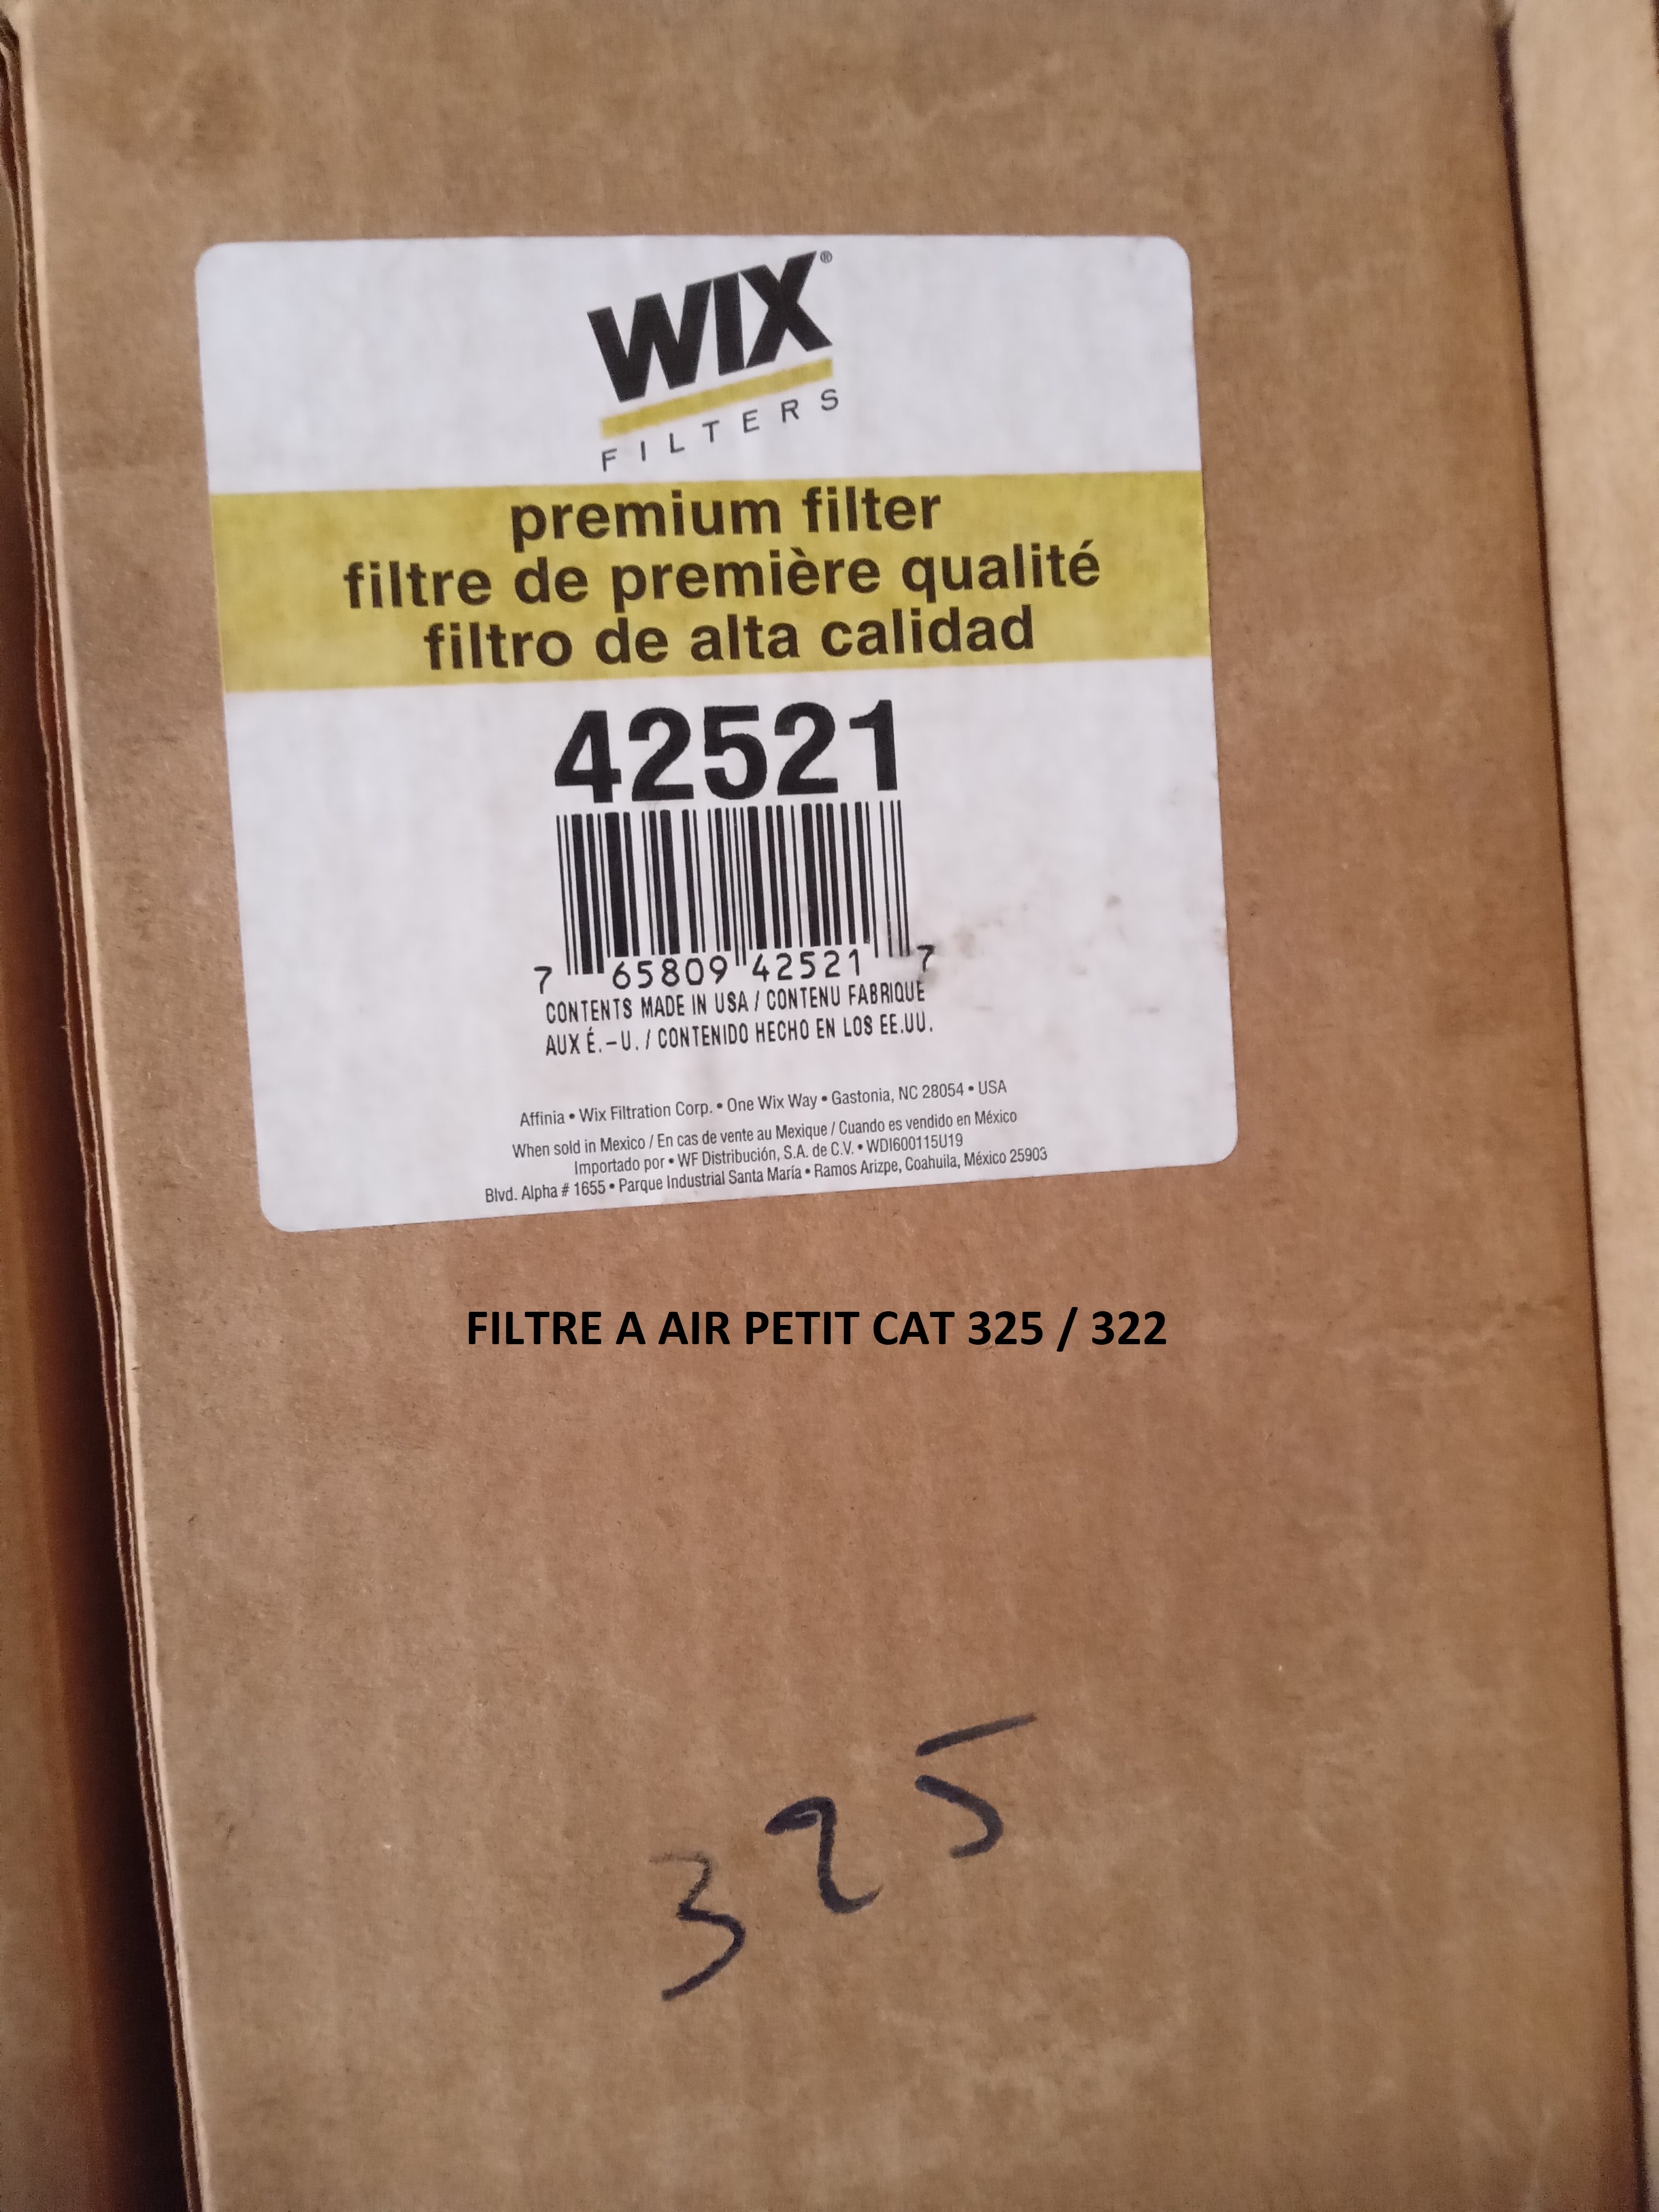 WIX®
FILTERS
premium filter
filtre de première qualité
filtro de alta calidad
42521
7 65809 42521 7
CONTENTS MADE IN USA / CONTENU FABRIQUÉ
AUX É.-U. / CONTENIDO HECHO EN LOS EE.UU.
Affinia • Wix Filtration Corp. • One Wix Way • Gastonia, NC 28054 • USA
When sold in Mexico / En cas de vente au Mexique / Cuando es vendido en México
Importado por • WF Distribución, S.A. de C.V. • WDI600115U19
Blvd. Alpha # 1655 • Parque Industrial Santa María • Ramos Arizpe, Coahuila, México 25903
FILTRE A AIR PETIT CAT 325 / 322
325